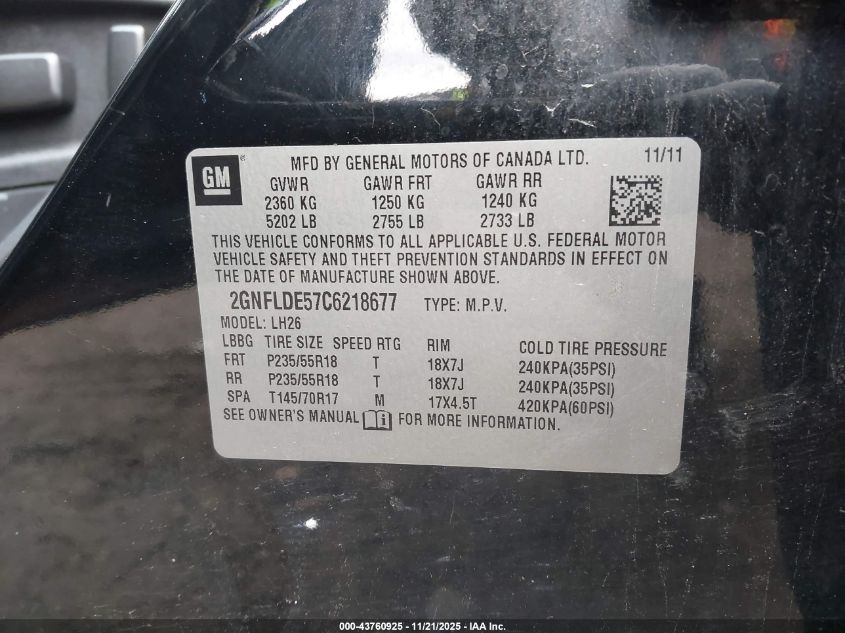 GM ®
MFD BY GENERAL MOTORS OF CANADA LTD. 11/11
GVWR GAWR FRT GAWR RR
2360 KG 1250 KG 1240 KG
5202 LB 2755 LB 2733 LB
THIS VEHICLE CONFORMS TO ALL APPLICABLE U.S. FEDERAL MOTOR
VEHICLE SAFETY AND THEFT PREVENTION STANDARDS IN EFFECT ON
THE DATE OF MANUFACTURE SHOWN ABOVE.
2GNFLDE57C6218677 TYPE: M.P.V.
MODEL: LH26
LBBG TIRE SIZE SPEED RTG RIM COLD TIRE PRESSURE
FRT P235/55R18 T 18X7J 240KPA(35PSI)
RR P235/55R18 T 18X7J 240KPA(35PSI)
SPA T145/70R17 M 17X4.5T 420KPA(60PSI)
SEE OWNER'S MANUAL FOR MORE INFORMATION.
000-43760925 - 11/21/2025 - IAA Inc.